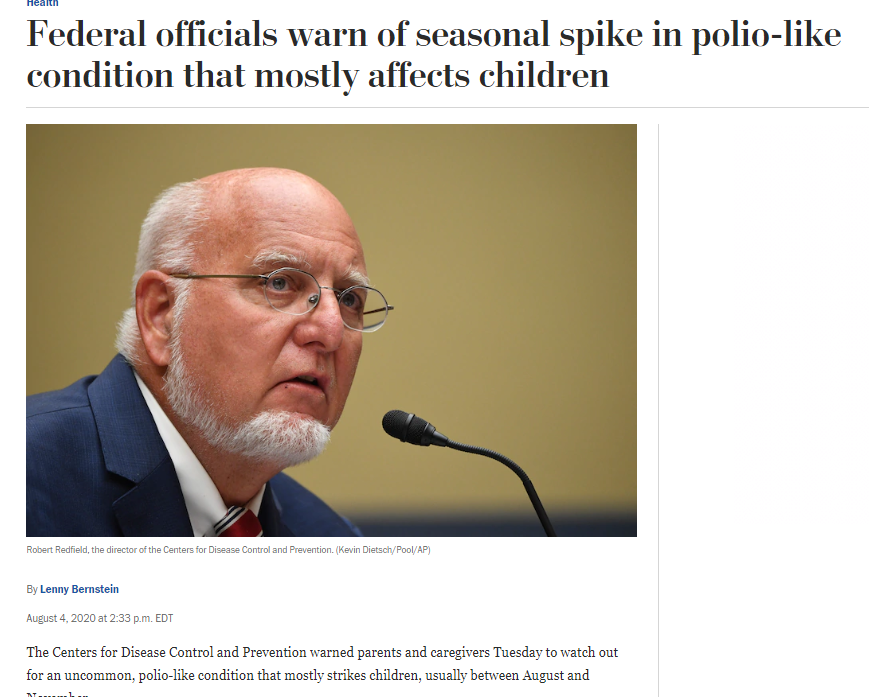 Health
Federal officials warn of seasonal spike in polio-like
condition that mostly affects children
Robert Redfield, the director of the Centers for Disease Control and Prevention. (Kevin Dietsch/Pool/AP)
By Lenny Bernstein
August 4, 2020 at 2:33 p.m. EDT
The Centers for Disease Control and Prevention warned parents and caregivers Tuesday to watch out
for an uncommon, polio-like condition that mostly strikes children, usually between August and
November.